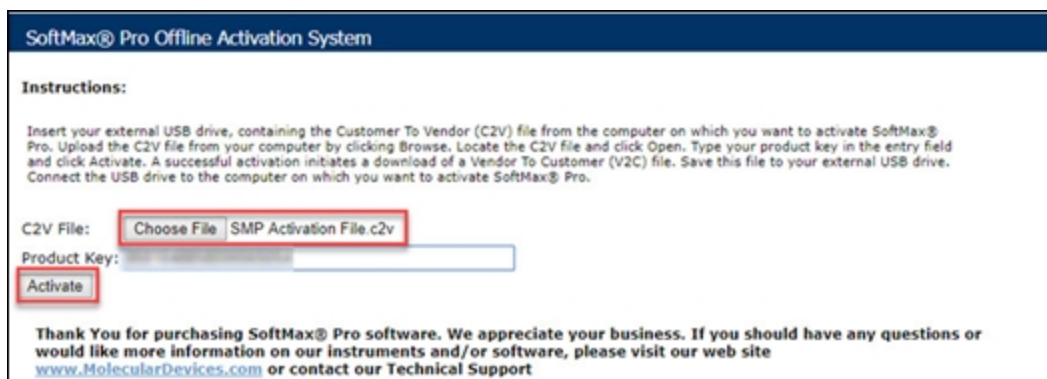 SoftMax® Pro Offline Activation System
Instructions:
Insert your external USB drive, containing the Customer To Vendor (C2V) file from the computer on which you want to activate SoftMax®
Pro. Upload the C2V file from your computer by clicking Browse. Locate the C2V file and click Open. Type your product key in the entry field
and click Activate. A successful activation initiates a download of a Vendor To Customer (V2C) file. Save this file to your external USB drive.
Connect the USB drive to the computer on which you want to activate SoftMax® Pro.
C2V File: Choose File SMP Activation File.c2v
Product Key:
Activate
Thank You for purchasing SoftMax® Pro software. We appreciate your business. If you should have any questions or
would like more information on our instruments and/or software, please visit our web site
www.MolecularDevices.com or contact our Technical Support